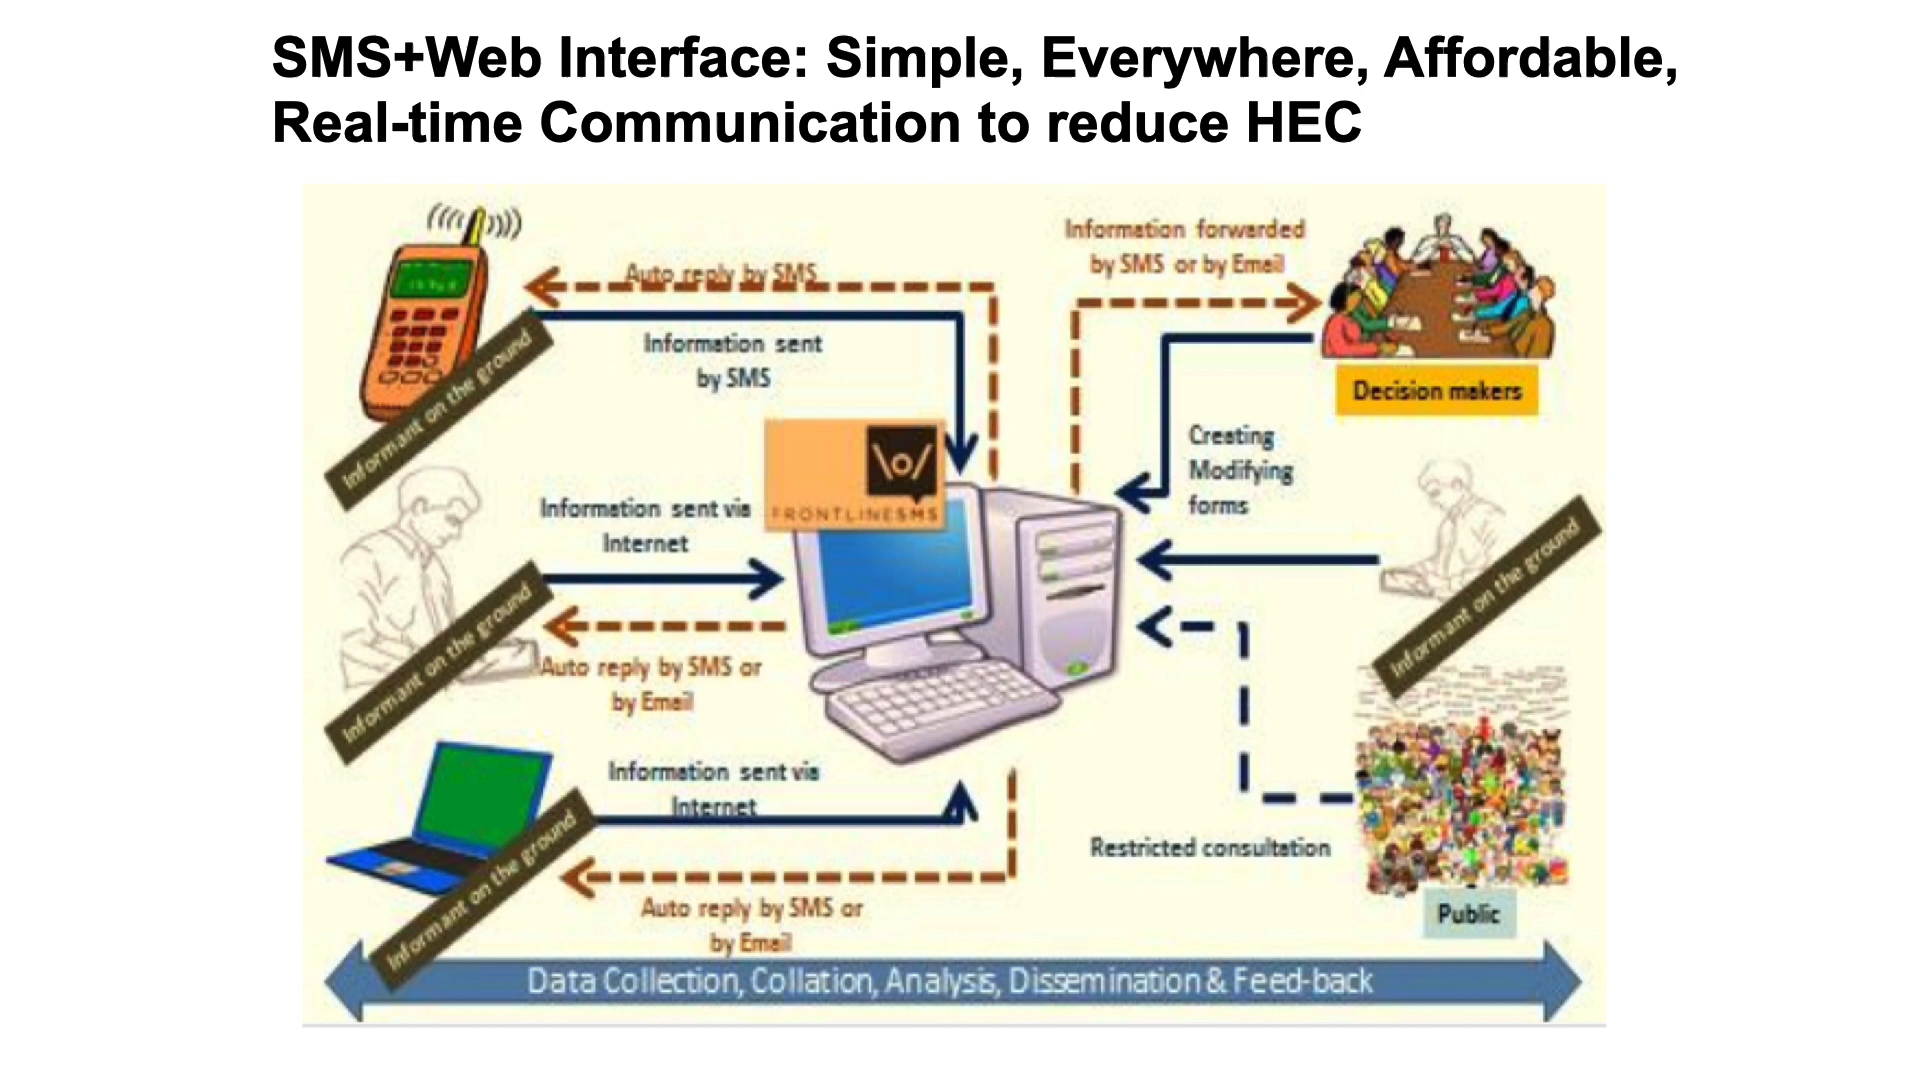 SMS+Web Interface: Simple, Everywhere, Affordable,
Real-time Communication to reduce HEC
Auto reply by SMS
Information sent
by SMS
Informant on the ground
Information forwarded
by SMS or by Email
Decision makers
Creating
Modifying
forms
\o/
FRONTLINESMS
Information sent via
Internet
Informant on the ground
Auto reply by SMS or
by Email
Informant on the ground
Information sent via
Internet
Informant on the ground
Auto reply by SMS or
by Email
Restricted consultation
Public
Data Collection, Collation, Analysis, Dissemination & Feed-back